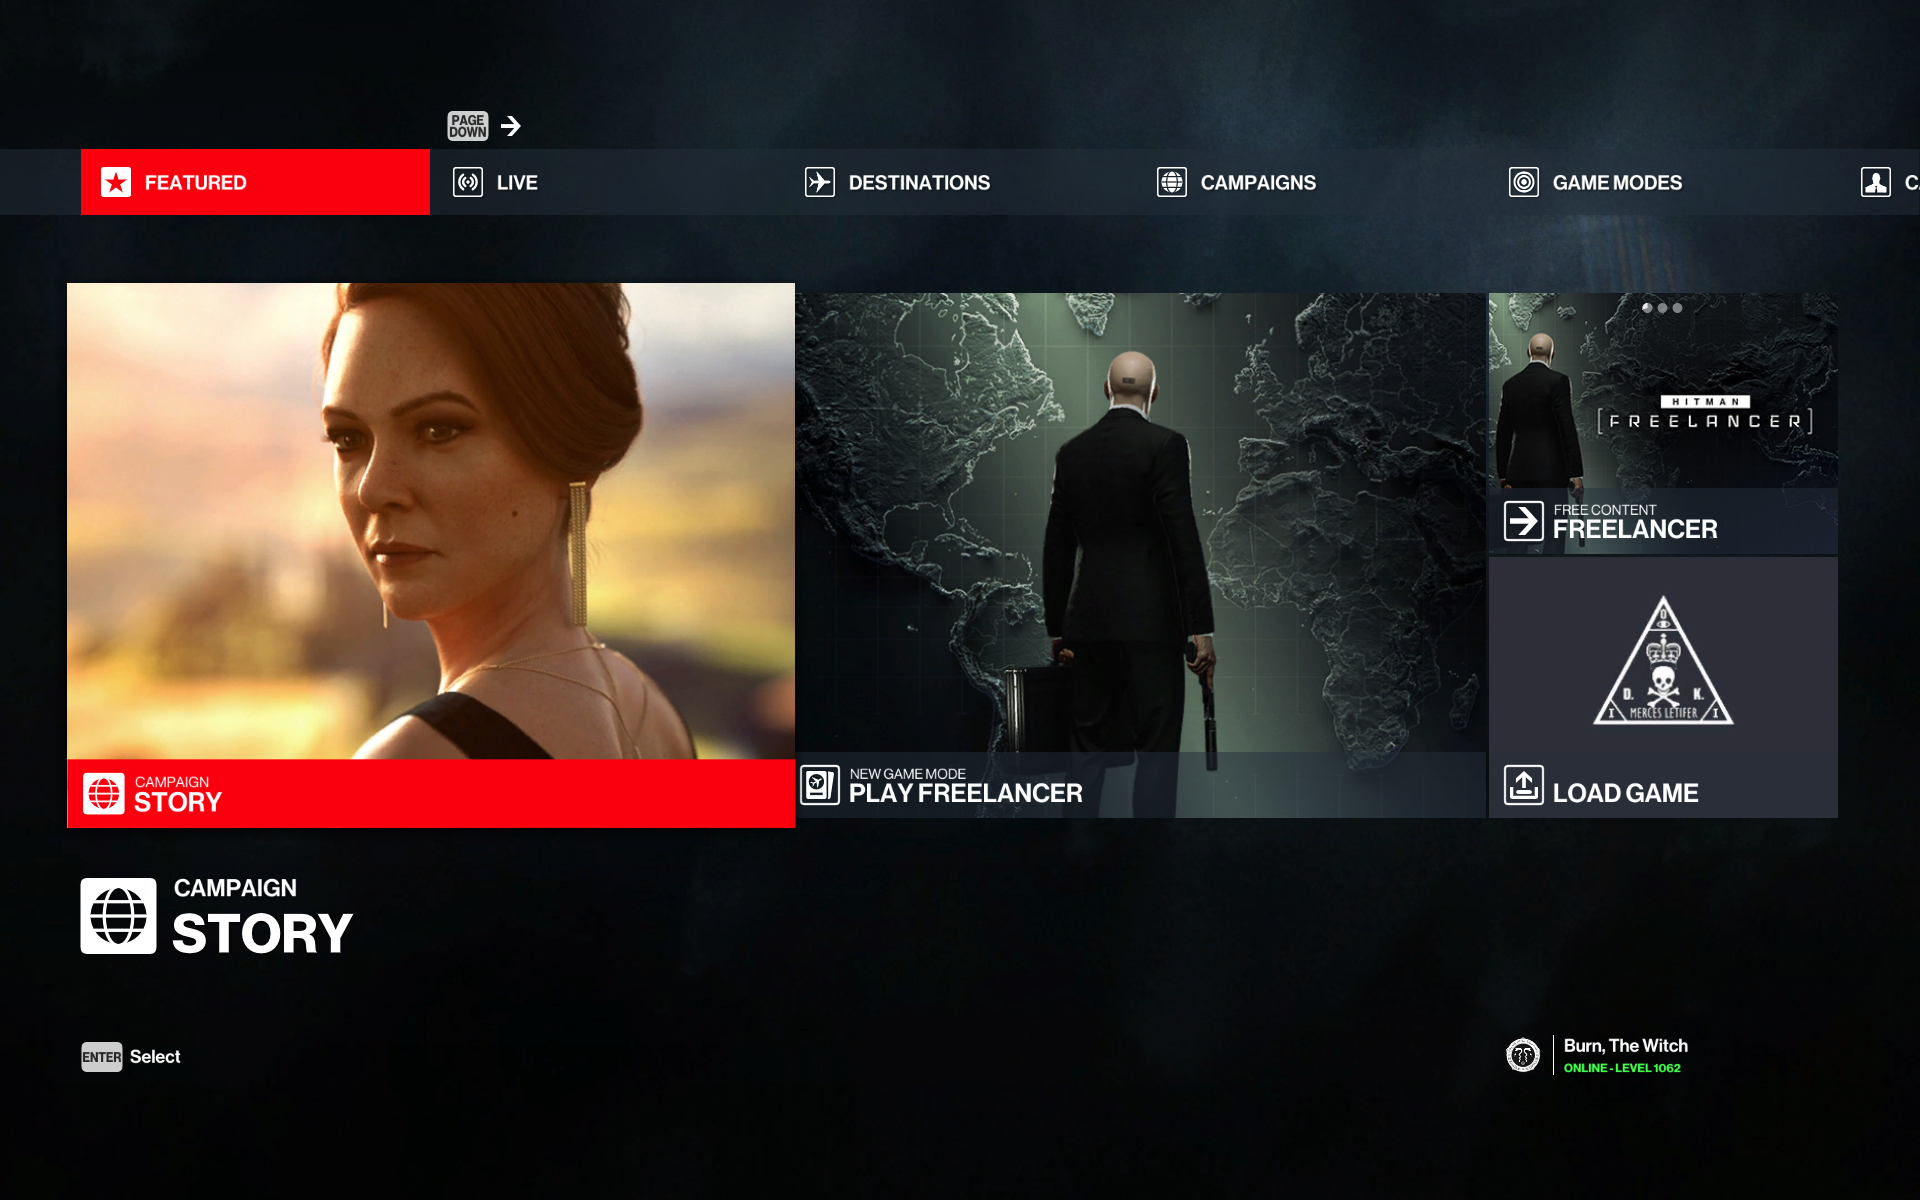 PAGE
DOWN
FEATURED
LIVE
DESTINATIONS
CAMPAIGNS
GAME MODES
CAMPAIGN
STORY
NEW GAME MODE
PLAY FREELANCER
HITMAN
[FREELANCER]
FREE CONTENT
FREELANCER
D. K.
I MERCES LETIFER I
LOAD GAME
CAMPAIGN
STORY
ENTER Select
Burn, The Witch
ONLINE - LEVEL 1062